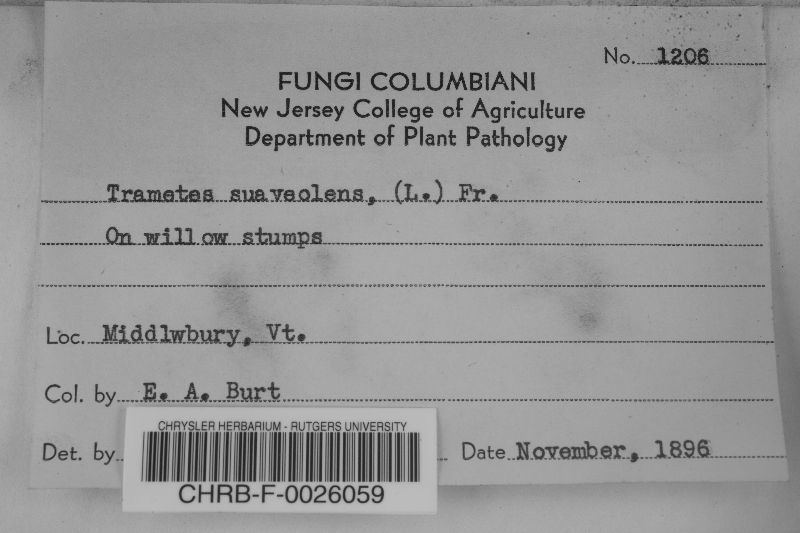 No. 1206
FUNGI COLUMBIANI
New Jersey College of Agriculture
Department of Plant Pathology
Trametes suaveolens, (L.) Fr.
On willow stumps
Loc. Middlwbury, Vt.
Col. by E. A. Burt
Det. by
Date November, 1896
CHRYSLER HERBARIUM - RUTGERS UNIVERSITY
CHRB-F-0026059